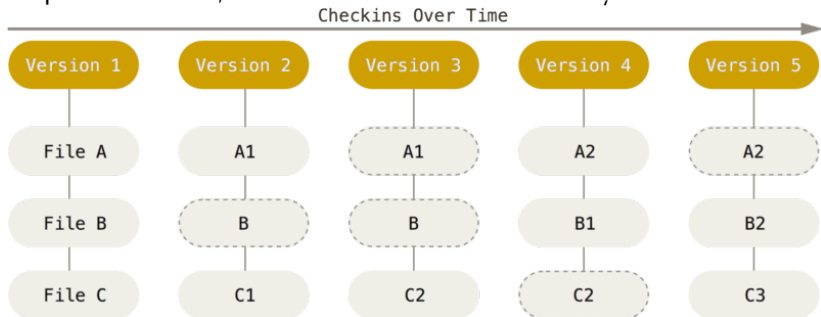 Checkins Over Time
Version 1 Version 2 Version 3 Version 4 Version 5
File A A1 A1 A2 A2
File B B B B1 B2
File C C1 C2 C2 C3